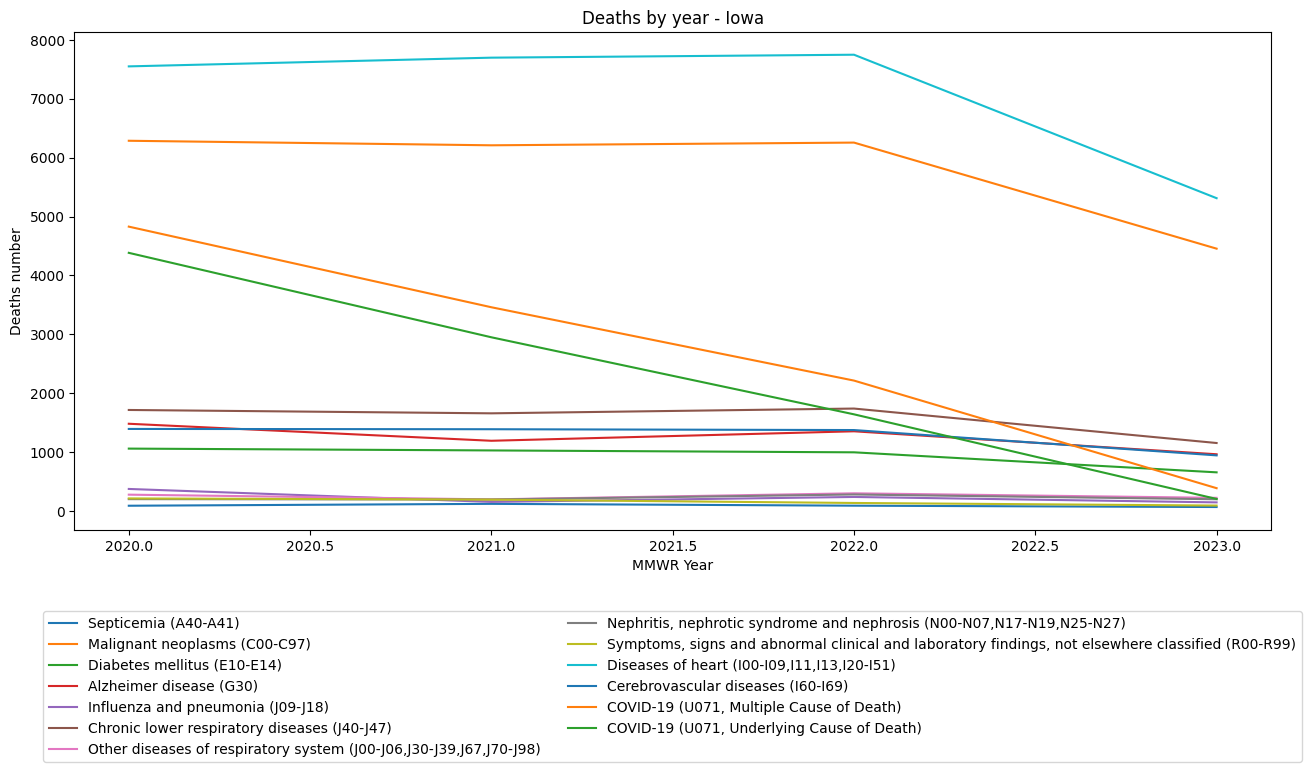 Deaths by year - Iowa
8000
7000
6000
5000
4000
3000
2000
1000
0
Deaths number
2020.0 2020.5 2021.0 2021.5 2022.0 2022.5 2023.0
MMWR Year
Septicemia (A40-A41)
Malignant neoplasms (C00-C97)
Diabetes mellitus (E10-E14)
Alzheimer disease (G30)
Influenza and pneumonia (J09-J18)
Chronic lower respiratory diseases (J40-J47)
Other diseases of respiratory system (J00-J06,J30-J39,J67,J70-J98)
Nephritis, nephrotic syndrome and nephrosis (N00-N07,N17-N19,N25-N27)
Symptoms, signs and abnormal clinical and laboratory findings, not elsewhere classified (R00-R99)
Diseases of heart (I00-I09,I11,I13,I20-I51)
Cerebrovascular diseases (I60-I69)
COVID-19 (U071, Multiple Cause of Death)
COVID-19 (U071, Underlying Cause of Death)